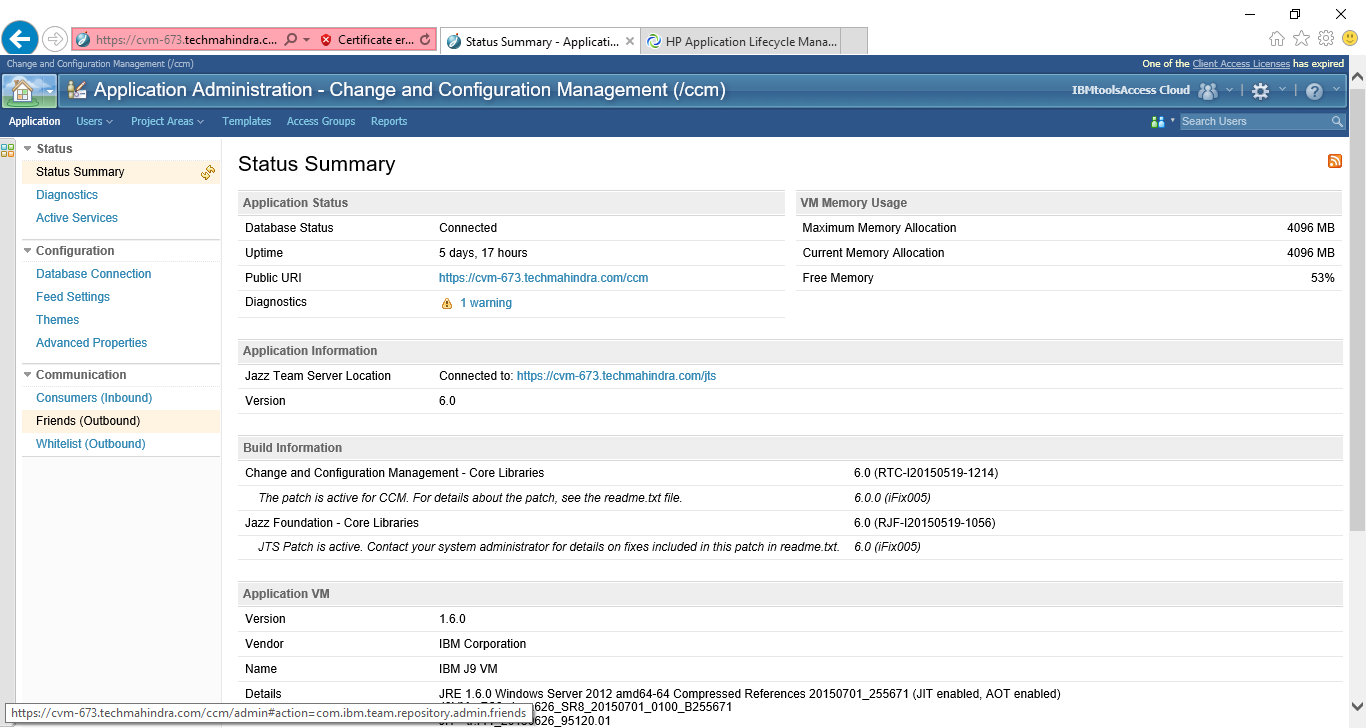 https://cvm-673.techmahindra.c... Certificate er... Status Summary - Applicati... HP Application Lifecycle Mana...
Change and Configuration Management (/ccm) One of the Client Access Licenses has expired
Application Administration - Change and Configuration Management (/ccm) IBMtoolsAccess Cloud
Application Users Project Areas Templates Access Groups Reports Search Users
Status
Status Summary
Diagnostics
Active Services
Configuration
Database Connection
Feed Settings
Themes
Advanced Properties
Communication
Consumers (Inbound)
Friends (Outbound)
Whitelist (Outbound)
Status Summary
Application Status
Database Status Connected
Uptime 5 days, 17 hours
Public URI https://cvm-673.techmahindra.com/ccm
Diagnostics 1 warning
VM Memory Usage
Maximum Memory Allocation 4096 MB
Current Memory Allocation 4096 MB
Free Memory 53%
Application Information
Jazz Team Server Location Connected to: https://cvm-673.techmahindra.com/jts
Version 6.0
Build Information
Change and Configuration Management - Core Libraries 6.0 (RTC-I20150519-1214)
The patch is active for CCM. For details about the patch, see the readme.txt file. 6.0.0 (iFix005)
Jazz Foundation - Core Libraries 6.0 (RJF-I20150519-1056)
JTS Patch is active. Contact your system administrator for details on fixes included in this patch in readme.txt. 6.0 (iFix005)
Application VM
Version 1.6.0
Vendor IBM Corporation
Name IBM J9 VM
Details JRE 1.6.0 Windows Server 2012 amd64-64 Compressed References 20150701_255671 (JIT enabled, AOT enabled)
626_SR8_20150701_0100_B255671
626_95120.01
https://cvm-673.techmahindra.com/ccm/admin#action=com.ibm.team.repository.admin.friends